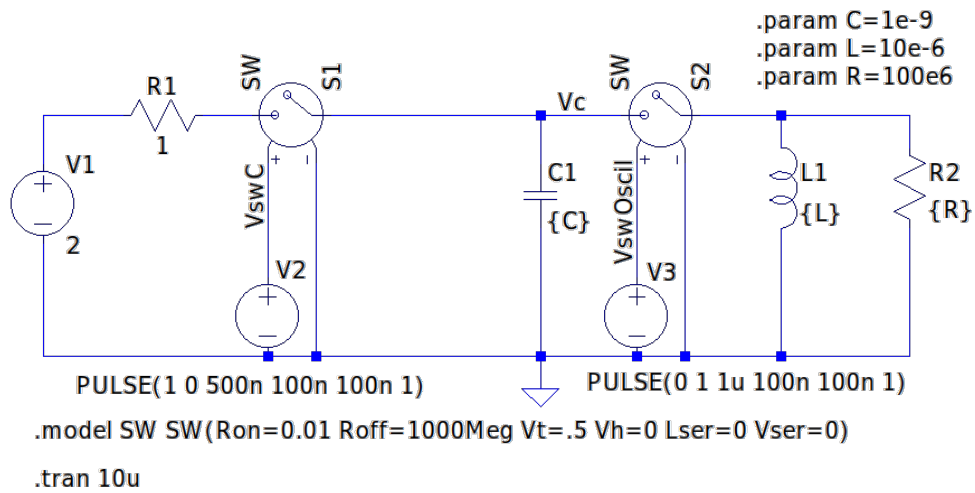 .param C=1e-9
.param L=10e-6
.param R=100e6
R1
1
SW
S1
Vc
SW
S2
V1
+
2
+
VswC
C1
{C}
+
VswOscil
L1
{L}
R2
{R}
V2
+
V3
+
PULSE(1 0 500n 100n 100n 1)
PULSE(0 1 1u 100n 100n 1)
.model SW SW(Ron=0.01 Roff=1000Meg Vt=.5 Vh=0 Lser=0 Vser=0)
.tran 10u